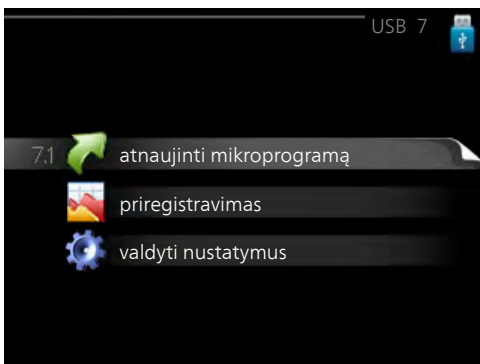 USB 7
7.1 atnaujinti mikroprogramą
priregistravimas
valdyti nustatymus